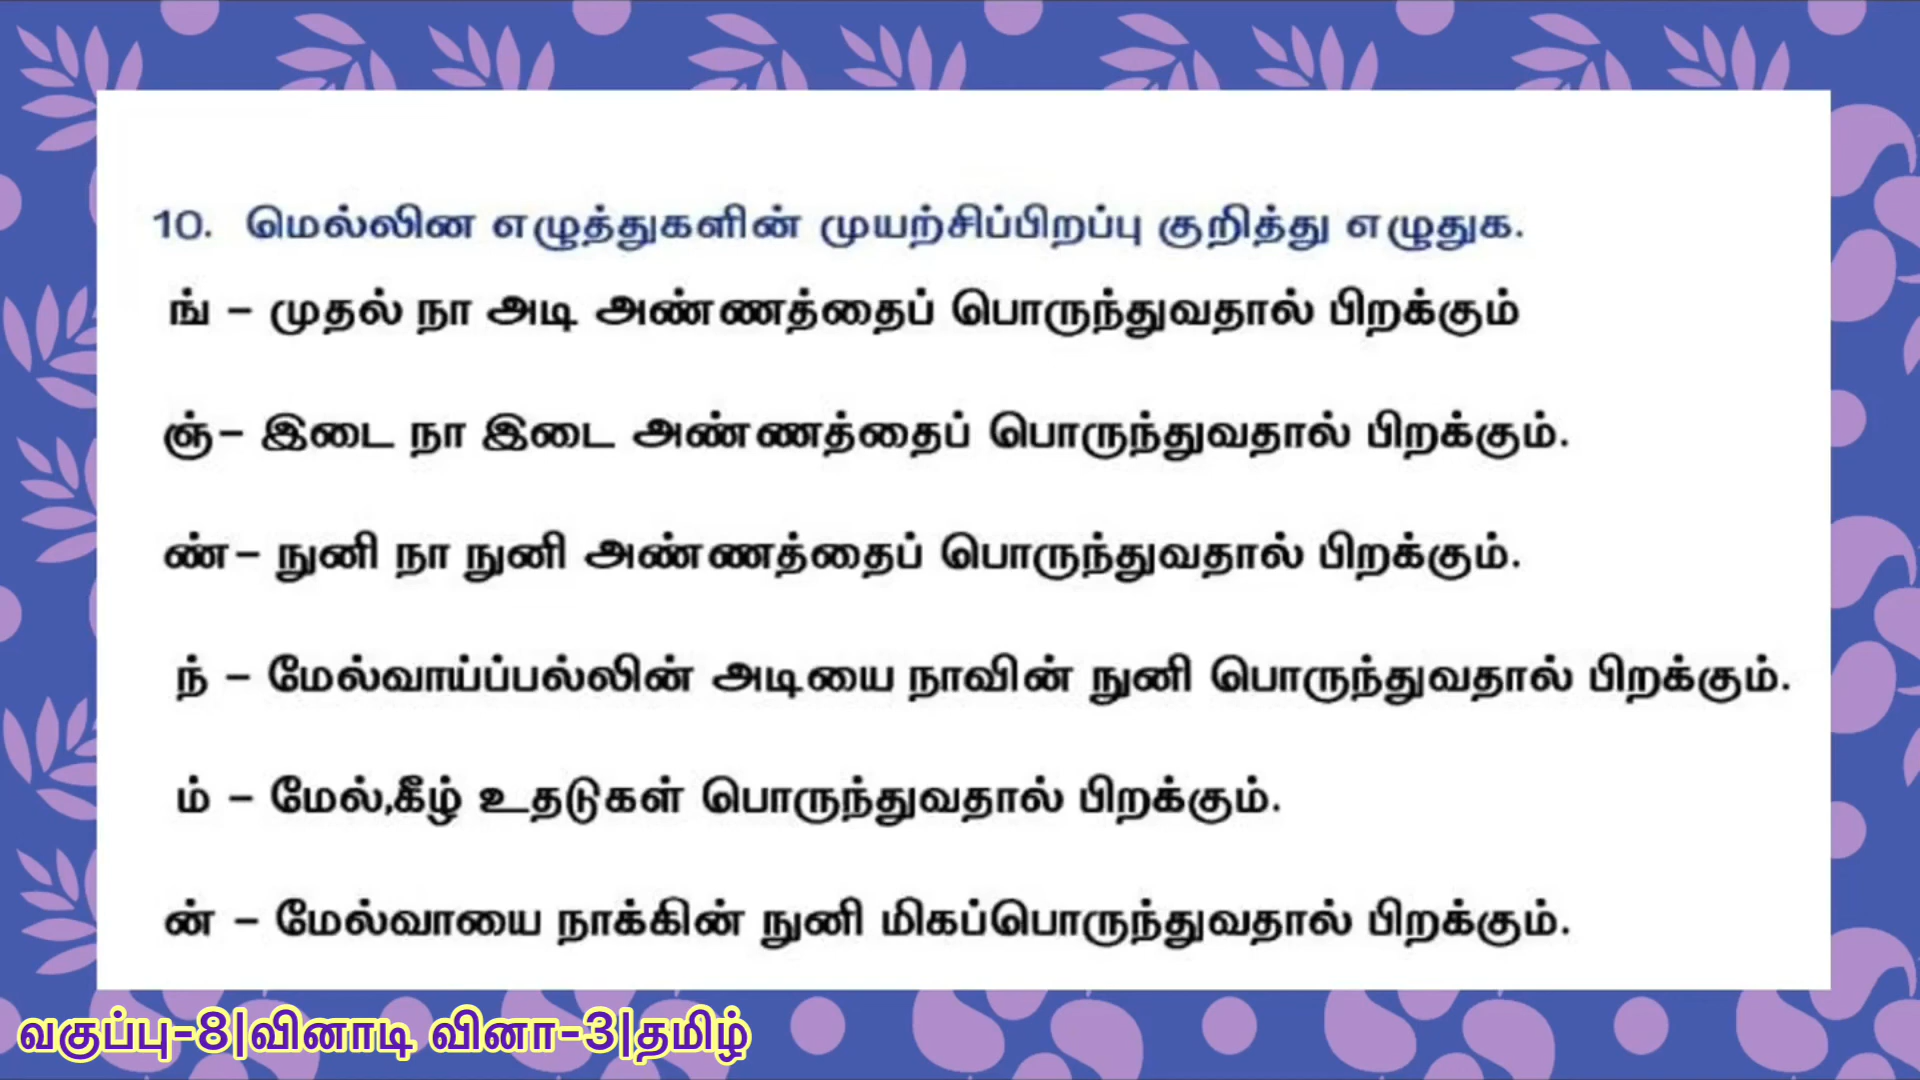 10. மெல்லின எழுத்துகளின் முயற்சிப்பிறப்பு குறித்து எழுதுக.
ங் – முதல் நா அடி அண்ணத்தைப் பொருந்துவதால் பிறக்கும்
ஞ்– இடை நா இடை அண்ணத்தைப் பொருந்துவதால் பிறக்கும்.
ண்– நுனி நா நுனி அண்ணத்தைப் பொருந்துவதால் பிறக்கும்.
ந் – மேல்வாய்ப்பல்லின் அடியை நாவின் நுனி பொருந்துவதால் பிறக்கும்.
ம் – மேல்,கீழ் உதடுகள் பொருந்துவதால் பிறக்கும்.
ன் – மேல்வாயை நாக்கின் நுனி மிகப்பொருந்துவதால் பிறக்கும்.
வகுப்பு-8|வினாடி வினா-3|தமிழ்